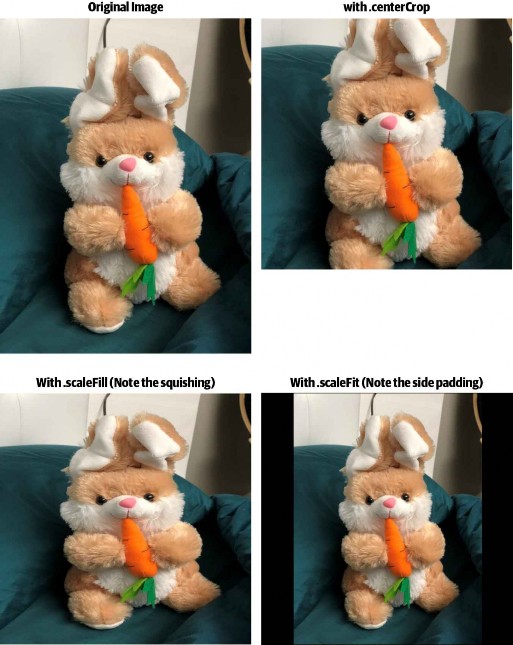 Original Image
with .centerCrop
With .scaleFill (Note the squishing)
With .scaleFit (Note the side padding)